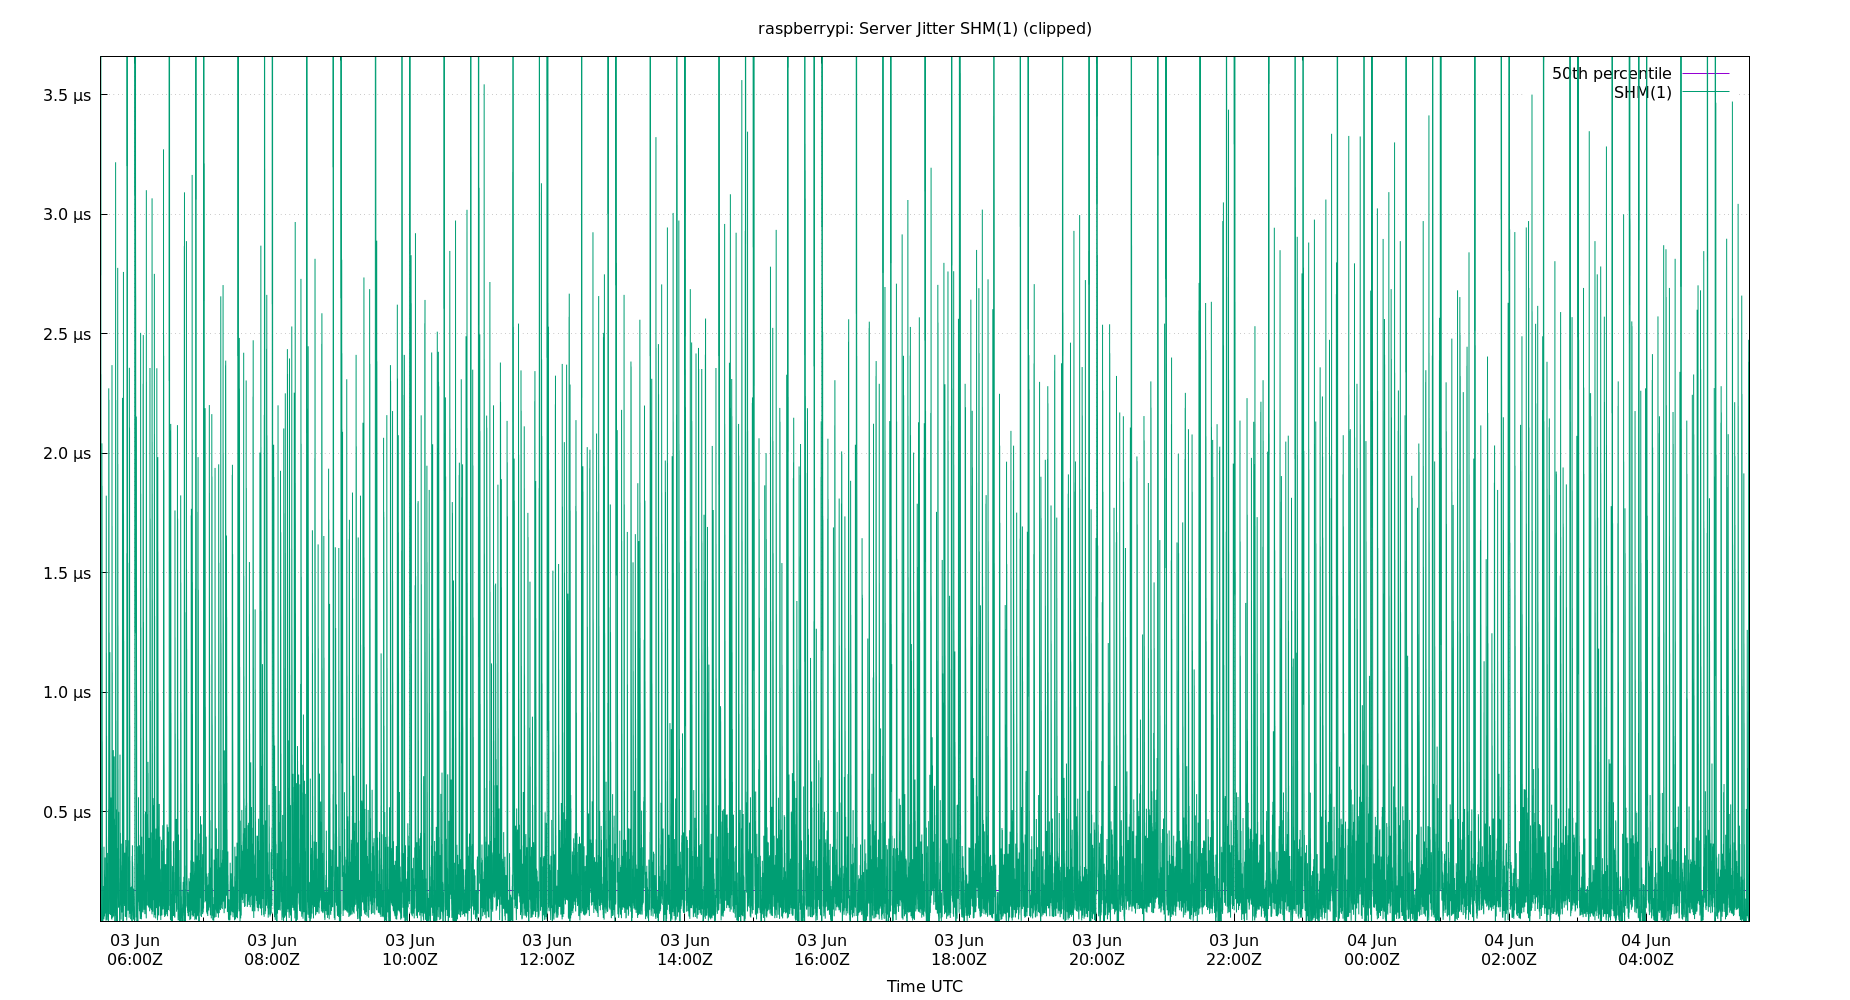 raspberrypi: Server Jitter SHM(1) (clipped)
50th percentile
SHM(1)
3.5 µs
3.0 µs
2.5 µs
2.0 µs
1.5 µs
1.0 µs
0.5 µs
03 Jun 03 Jun 03 Jun 03 Jun 03 Jun 03 Jun 03 Jun 03 Jun 03 Jun 04 Jun 04 Jun 04 Jun
06:00Z 08:00Z 10:00Z 12:00Z 14:00Z 16:00Z 18:00Z 20:00Z 22:00Z 00:00Z 02:00Z 04:00Z
Time UTC